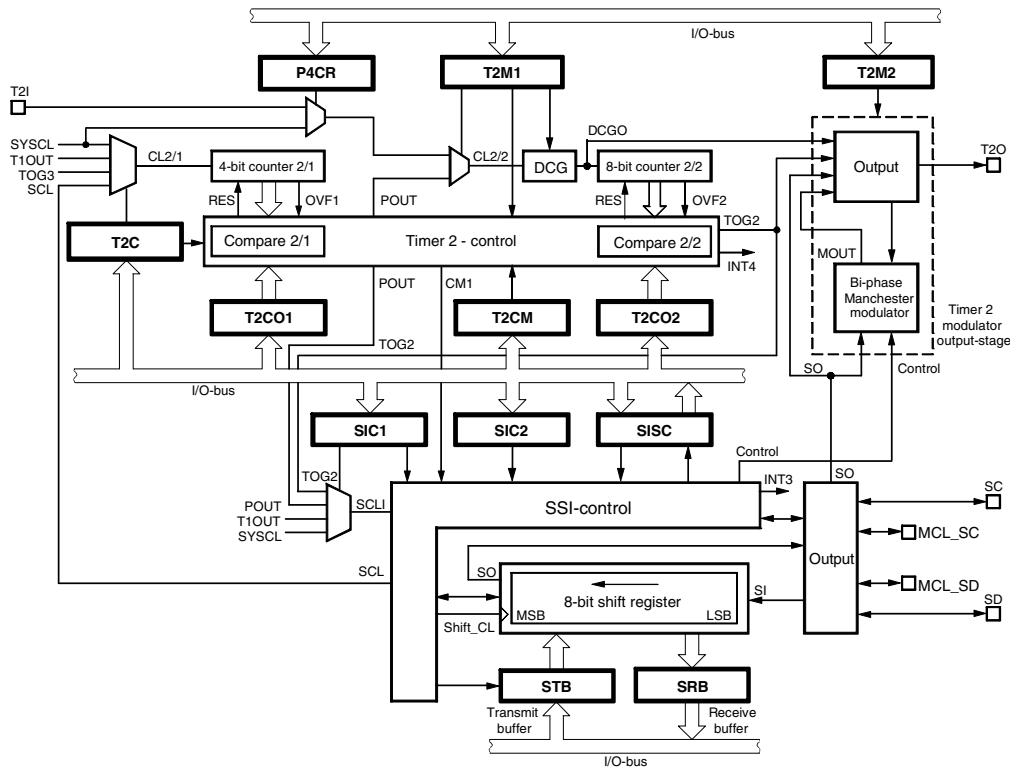 I/O-bus
P4CR
T2M1
T2M2
T2I
SYSCL
T1OUT
TOG3
SCL
CL2/1
4-bit counter 2/1
CL2/2
DCG
DCGO
8-bit counter 2/2
Output
T2O
RES
OVF1
POUT
RES
OVF2
TOG2
T2C
Compare 2/1
Timer 2 - control
Compare 2/2
INT4
MOUT
Bi-phase
Manchester
modulator
Timer 2
modulator
output-stage
POUT
CM1
T2CO1
T2CM
T2CO2
TOG2
I/O-bus
SO
Control
SIC1
SIC2
SISC
Control
TOG2
POUT
T1OUT
SYSCL
SCLI
SSI-control
INT3
SO
Output
SC
MCL_SC
MCL_SD
SD
SCL
SO
SI
8-bit shift register
MSB
LSB
Shift_CL
STB
SRB
Transmit
buffer
Receive
buffer
I/O-bus